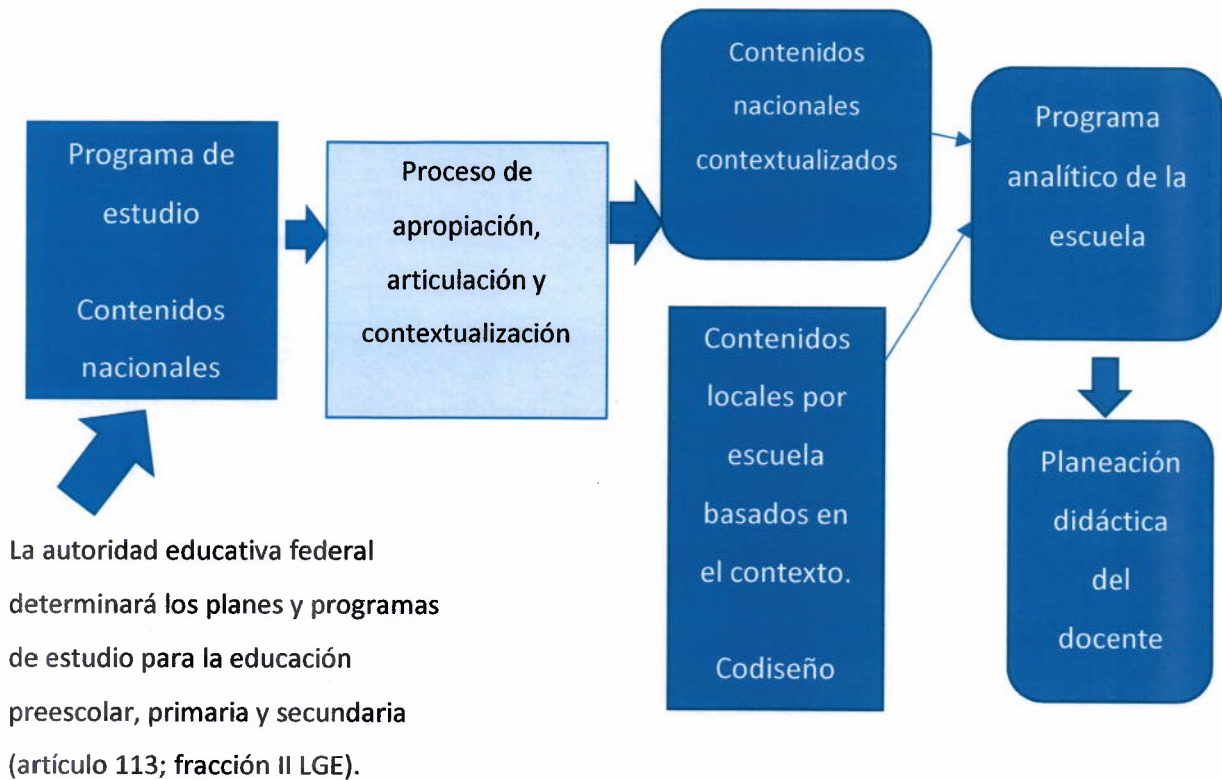 Programa de
estudio
Contenidos
nacionales
Proceso de
apropiación,
articulación y
contextualización
Contenidos
nacionales
contextualizados
Programa
analítico de la
escuela
Contenidos
locales por
escuela
basados en
el contexto.
Codiseño
Planeación
didáctica
del
docente
La autoridad educativa federal
determinará los planes y programas
de estudio para la educación
preescolar, primaria y secundaria
(artículo 113; fracción II LGE).